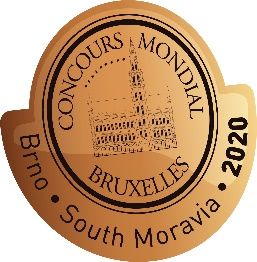 CONCOURS MONDIAL
BRUXELLES
Brno • South Moravia • 2020